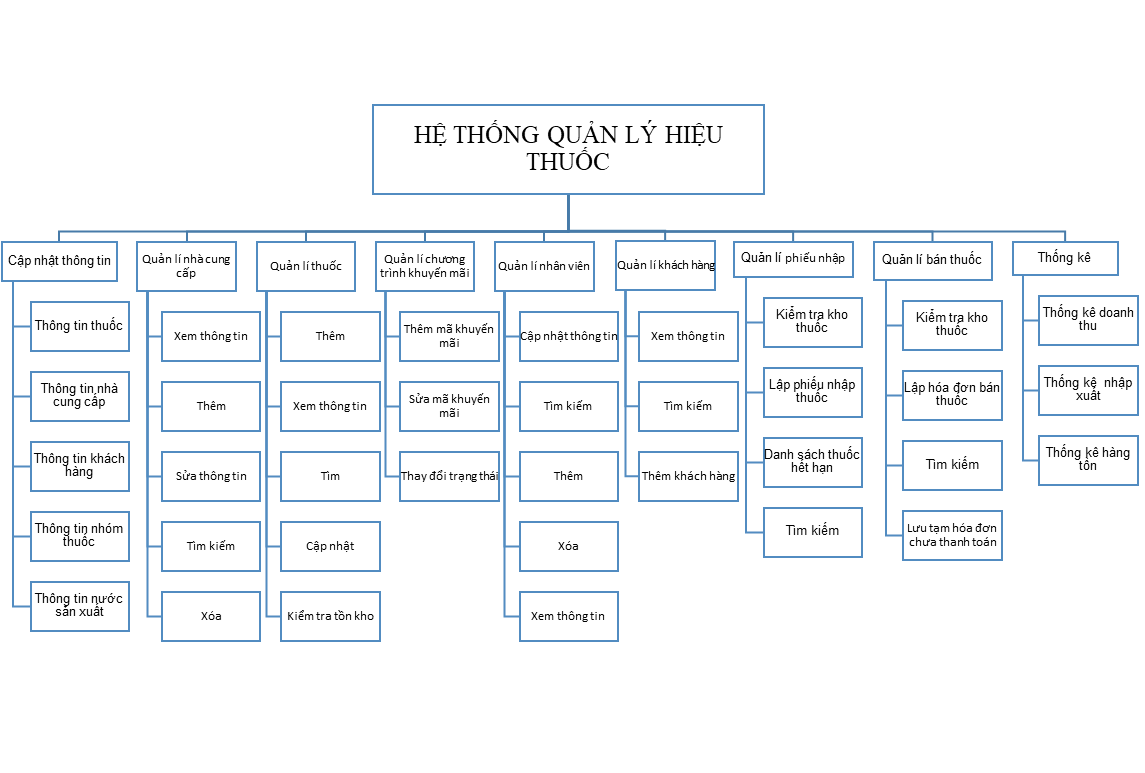 HỆ THỐNG QUẢN LÝ HIỆU
THUỐC
Cập nhật thông tin
Thông tin thuốc
Thông tin nhà
cung cấp
Thông tin khách
hàng
Thông tin nhóm
thuốc
Thông tin nước
sản xuất
Quản lí nhà cung
cấp
Xem thông tin
Thêm
Sửa thông tin
Tìm kiếm
Xóa
Quản lí thuốc
Thêm
Xem thông tin
Tìm
Cập nhật
Kiểm tra tồn kho
Quản lí chương
trình khuyến mãi
Thêm mã khuyến
mãi
Sửa mã khuyến
mãi
Thay đổi trạng thái
Quản lí nhân viên
Cập nhật thông tin
Tìm kiếm
Thêm
Xóa
Xem thông tin
Quản lí khách hàng
Xem thông tin
Tìm kiếm
Thêm khách hàng
Quản lí phiếu nhập
Kiểm tra kho
thuốc
Lập phiếu nhập
thuốc
Danh sách thuốc
hết hạn
Tìm kiếm
Quản lí bán thuốc
Kiểm tra kho
thuốc
Lập hóa đơn bán
thuốc
Tìm kiếm
Lưu tạm hóa đơn
chưa thanh toán
Thống kê
Thống kê doanh
thu
Thống kê nhập
xuất
Thống kê hàng
tồn